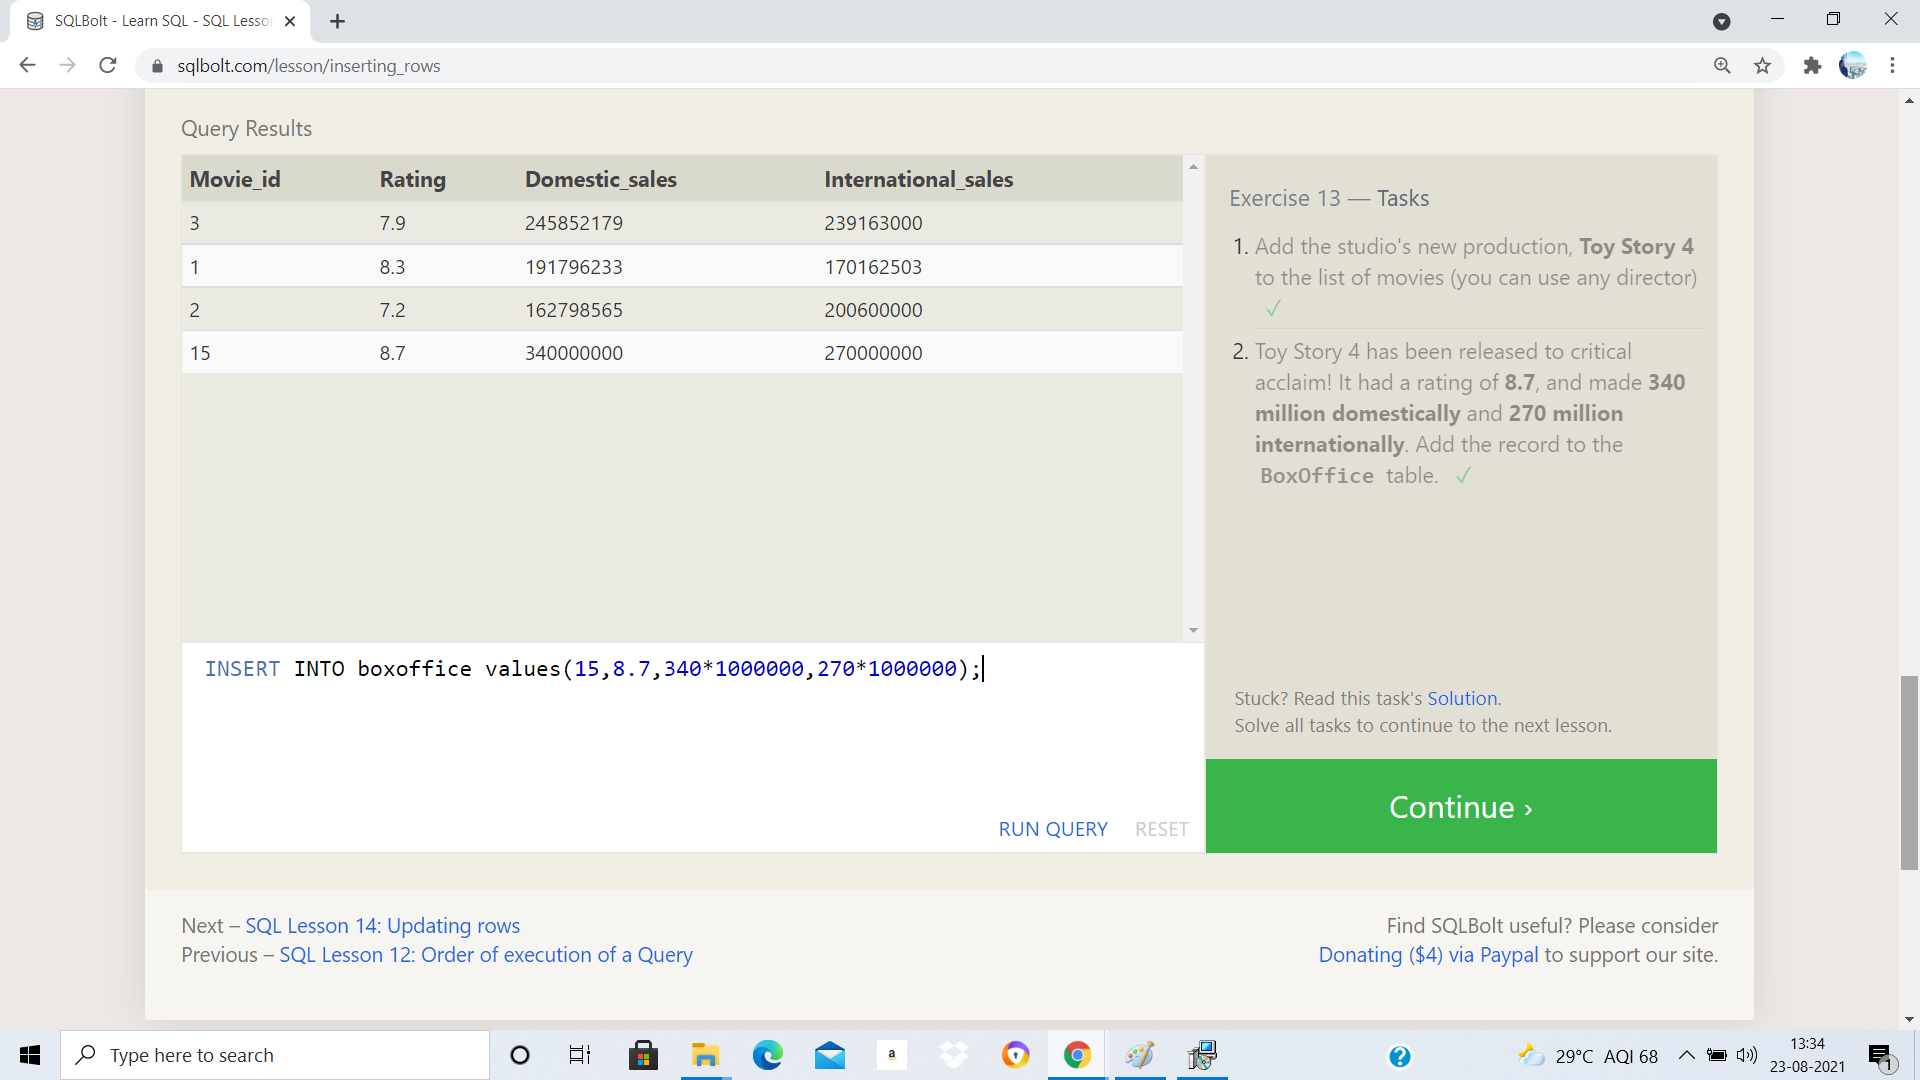 SQLBolt - Learn SQL - SQL Lesso
sqlbolt.com/lesson/inserting_rows
Query Results
Movie_id Rating Domestic_sales International_sales
3 7.9 245852179 239163000
1 8.3 191796233 170162503
2 7.2 162798565 200600000
15 8.7 340000000 270000000
INSERT INTO boxoffice values(15,8.7,340*1000000,270*1000000);
RUN QUERY RESET
Exercise 13 — Tasks
1. Add the studio's new production, Toy Story 4
to the list of movies (you can use any director)
✓
2. Toy Story 4 has been released to critical
acclaim! It had a rating of 8.7, and made 340
million domestically and 270 million
internationally. Add the record to the
BoxOffice table. ✓
Stuck? Read this task's Solution.
Solve all tasks to continue to the next lesson.
Continue ›
Next – SQL Lesson 14: Updating rows
Previous – SQL Lesson 12: Order of execution of a Query
Find SQLBolt useful? Please consider
Donating ($4) via Paypal to support our site.
Type here to search
a
29°C AQI 68
13:34
23-08-2021
1